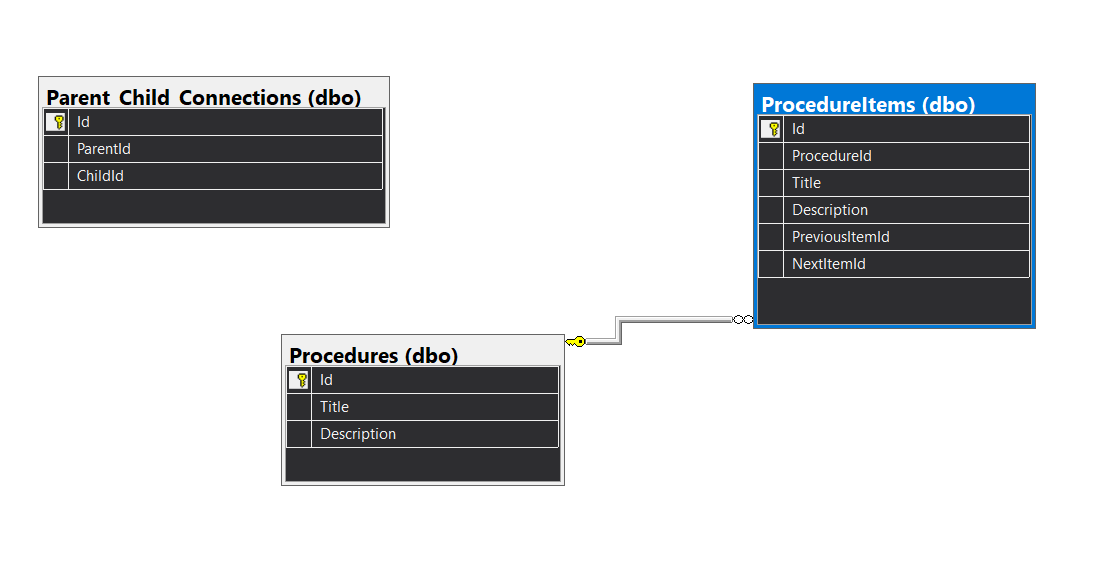 Parent_Child_Connections (dbo)
Id
ParentId
ChildId
ProcedureItems (dbo)
Id
ProcedureId
Title
Description
PreviousItemId
NextItemId
Procedures (dbo)
Id
Title
Description